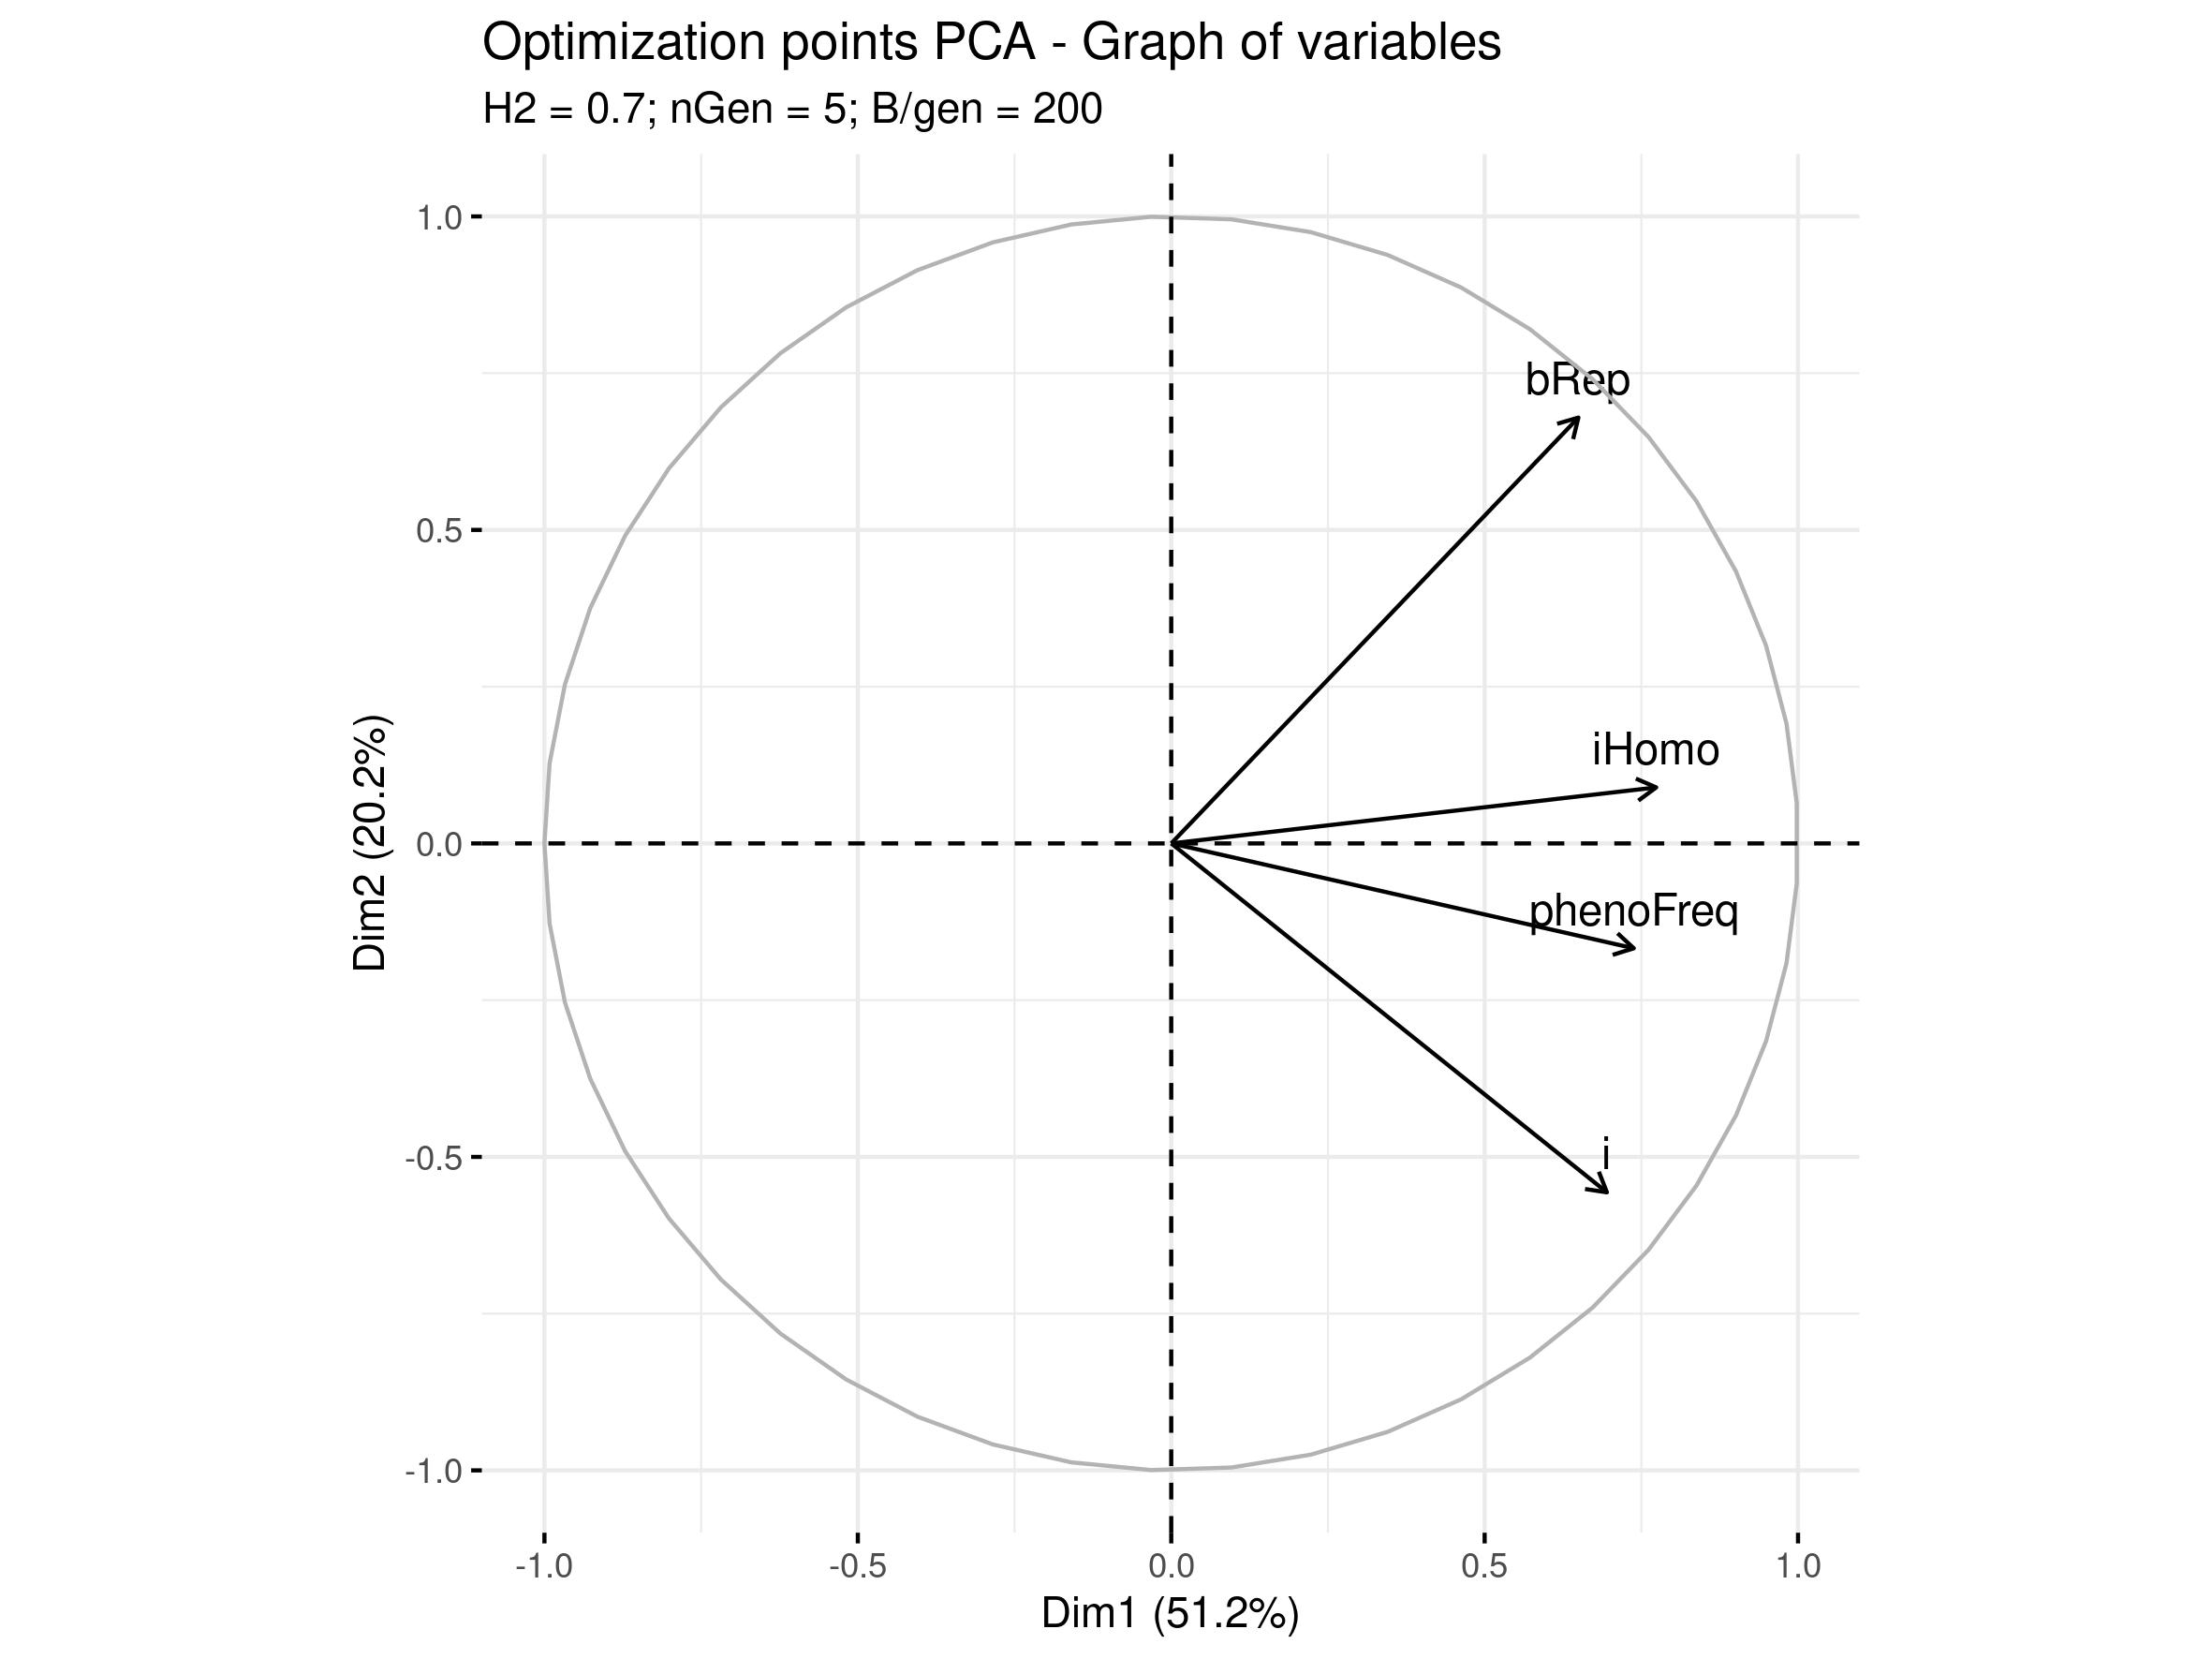 Optimization points PCA - Graph of variables
H2 = 0.7; nGen = 5; B/gen = 200
1.0
0.5
0.0
-0.5
-1.0
Dim2 (20.2%)
bRep
iHomo
phenoFreq
i
-1.0
-0.5
0.0
0.5
1.0
Dim1 (51.2%)